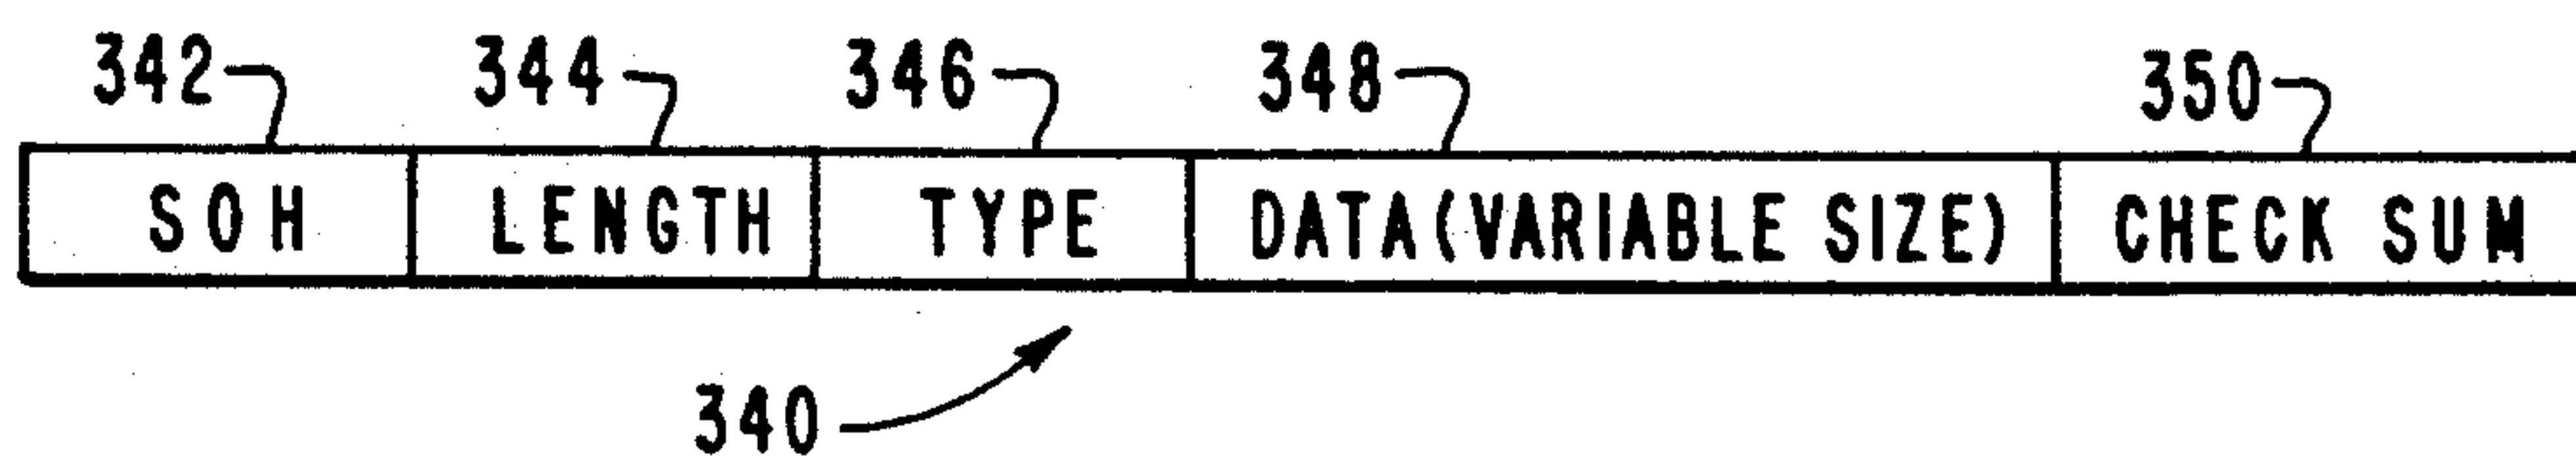 342 344 346 348 350
SOH LENGTH TYPE DATA(VARIABLE SIZE) CHECK SUM
340